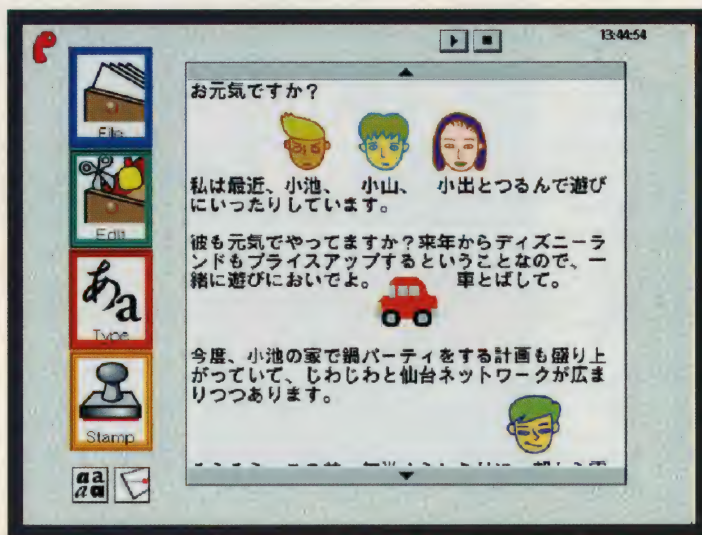 13:44:54
File
お元気ですか?
私は最近、小池、 小山、 小出とつるんで遊び
にいったりしています。
Edit
彼も元気でやってますか?来年からディズニーラ
ンドもプライスアップするということなので、一
緒に遊びにおいでよ。 車とばして。
あa
Type
今度、小池の家で鍋パーティをする計画も盛り上
がっていて、じわじわと仙台ネットワークが広ま
りつつあります。
Stamp
aa
aa